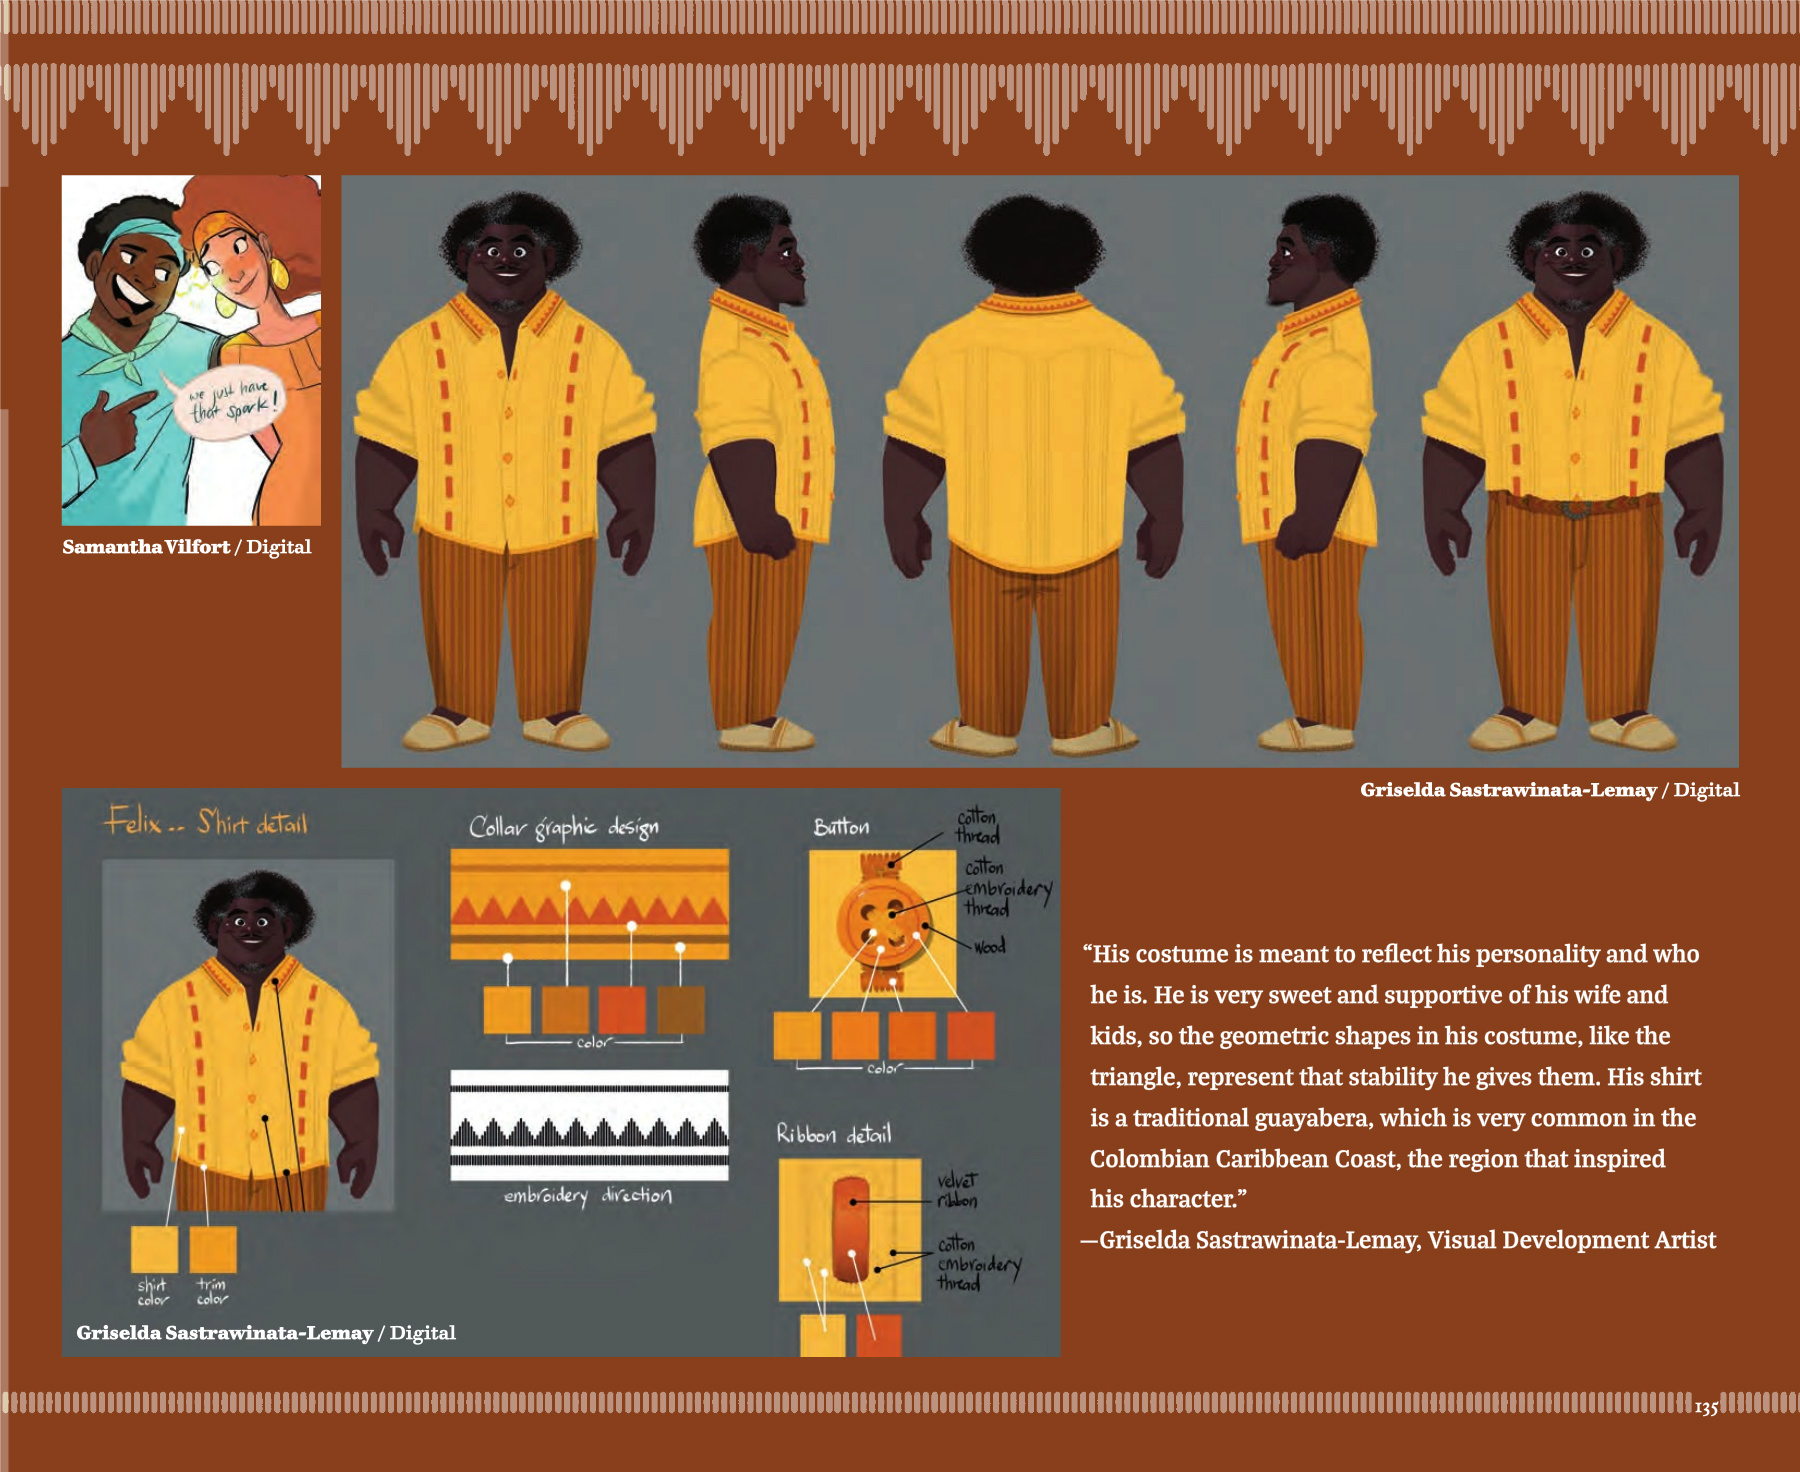 we just have
that spark!
Samantha Vilfort / Digital
Griselda Sastrawinata-Lemay / Digital
Felix-- Shirt detail
shirt
color
trim
color
Collar graphic design
color
embroidery direction
Button
cotton
thread
cotton
embroidery
thread
wood
color
Ribbon detail
velvet
ribbon
cotton
embroidery
thread
Griselda Sastrawinata-Lemay / Digital
“His costume is meant to reflect his personality and who
he is. He is very sweet and supportive of his wife and
kids, so the geometric shapes in his costume, like the
triangle, represent that stability he gives them. His shirt
is a traditional guayabera, which is very common in the
Colombian Caribbean Coast, the region that inspired
his character.”
—Griselda Sastrawinata-Lemay, Visual Development Artist
135